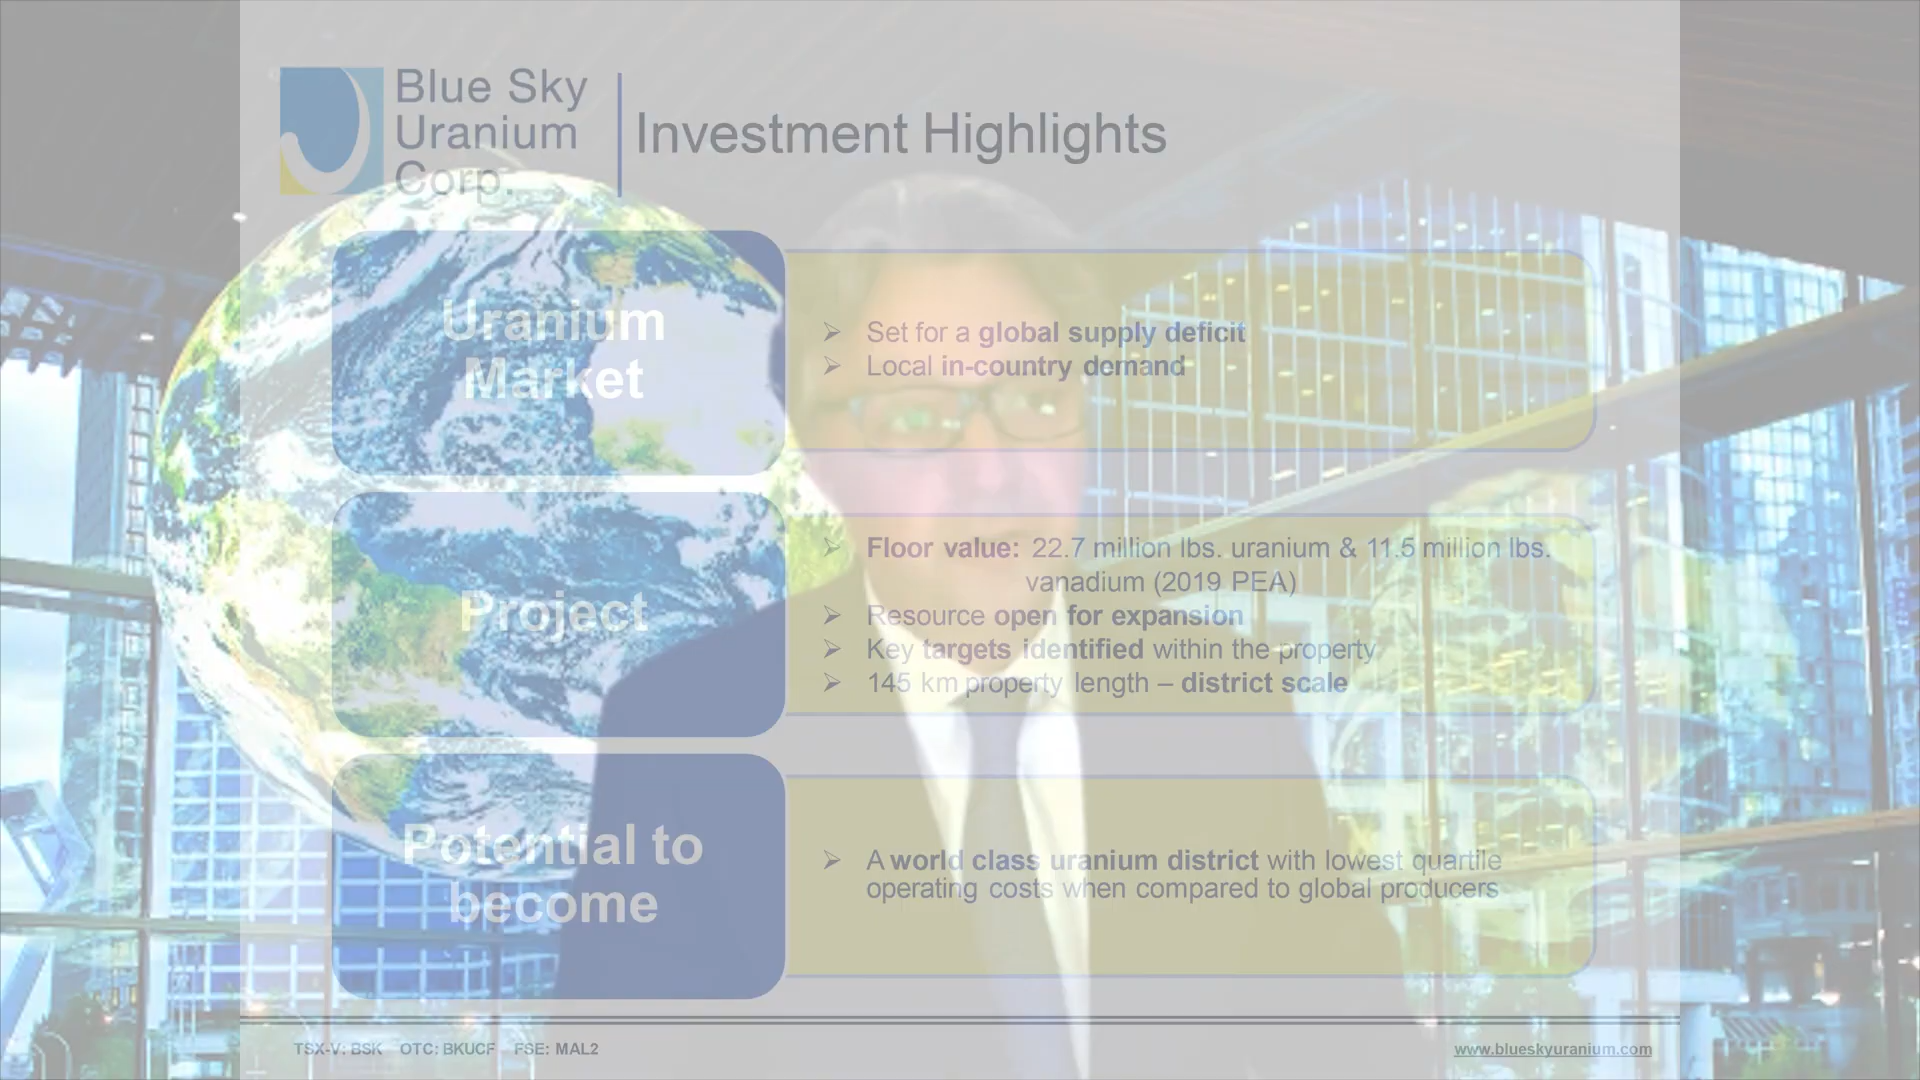 Blue Sky
Uranium
Corp.
Investment Highlights
Uranium
Market
➢ Set for a global supply deficit
➢ Local in-country demand
Project
➢ Floor value: 22.7 million lbs. uranium & 11.5 million lbs.
vanadium (2019 PEA)
➢ Resource open for expansion
➢ Key targets identified within the property
➢ 145 km property length – district scale
Potential to
become
➢ A world class uranium district with lowest quartile
operating costs when compared to global producers
TSX-V: BSK OTC: BKUCF FSE: MAL2
www.blueskyuranium.com